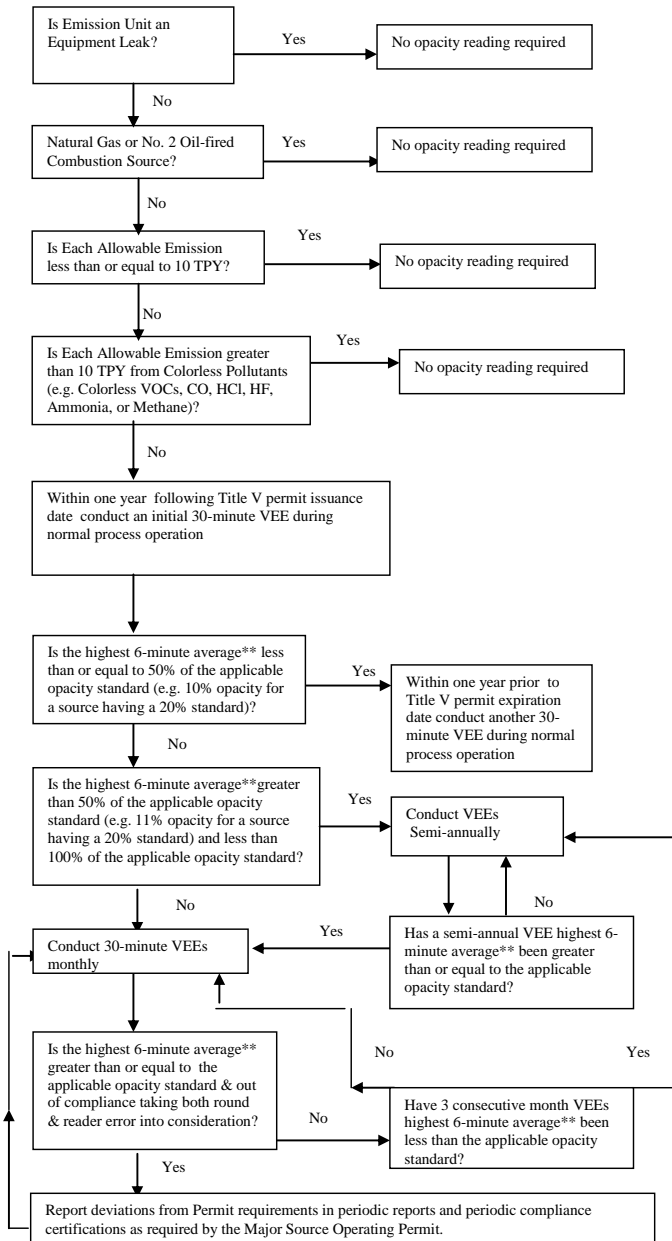 Is Emission Unit an
Equipment Leak?
Yes
No opacity reading required
No
Natural Gas or No. 2 Oil-fired
Combustion Source?
Yes
No opacity reading required
No
Is Each Allowable Emission
less than or equal to 10 TPY?
Yes
No opacity reading required
No
Is Each Allowable Emission greater
than 10 TPY from Colorless Pollutants
(e.g. Colorless VOCs, CO, HCl, HF,
Ammonia, or Methane)?
Yes
No opacity reading required
No
Within one year following Title V permit issuance
date conduct an initial 30-minute VEE during
normal process operation
Is the highest 6-minute average** less
than or equal to 50% of the applicable
opacity standard (e.g. 10% opacity for
a source having a 20% standard)?
Yes
Within one year prior to
Title V permit expiration
date conduct another 30-
minute VEE during normal
process operation
No
Is the highest 6-minute average**greater
than 50% of the applicable opacity
standard (e.g. 11% opacity for a source
having a 20% standard) and less than
100% of the applicable opacity standard?
Yes
Conduct VEEs
Semi-annually
No
No
Conduct 30-minute VEEs
monthly
Yes
Has a semi-annual VEE highest 6-
minute average** been greater
than or equal to the applicable
opacity standard?
Is the highest 6-minute average**
greater than or equal to the
applicable opacity standard & out
of compliance taking both round
& reader error into consideration?
No
No
Yes
Have 3 consecutive month VEEs
highest 6-minute average** been
less than the applicable opacity
standard?
Yes
Report deviations from Permit requirements in periodic reports and periodic compliance
certifications as required by the Major Source Operating Permit.